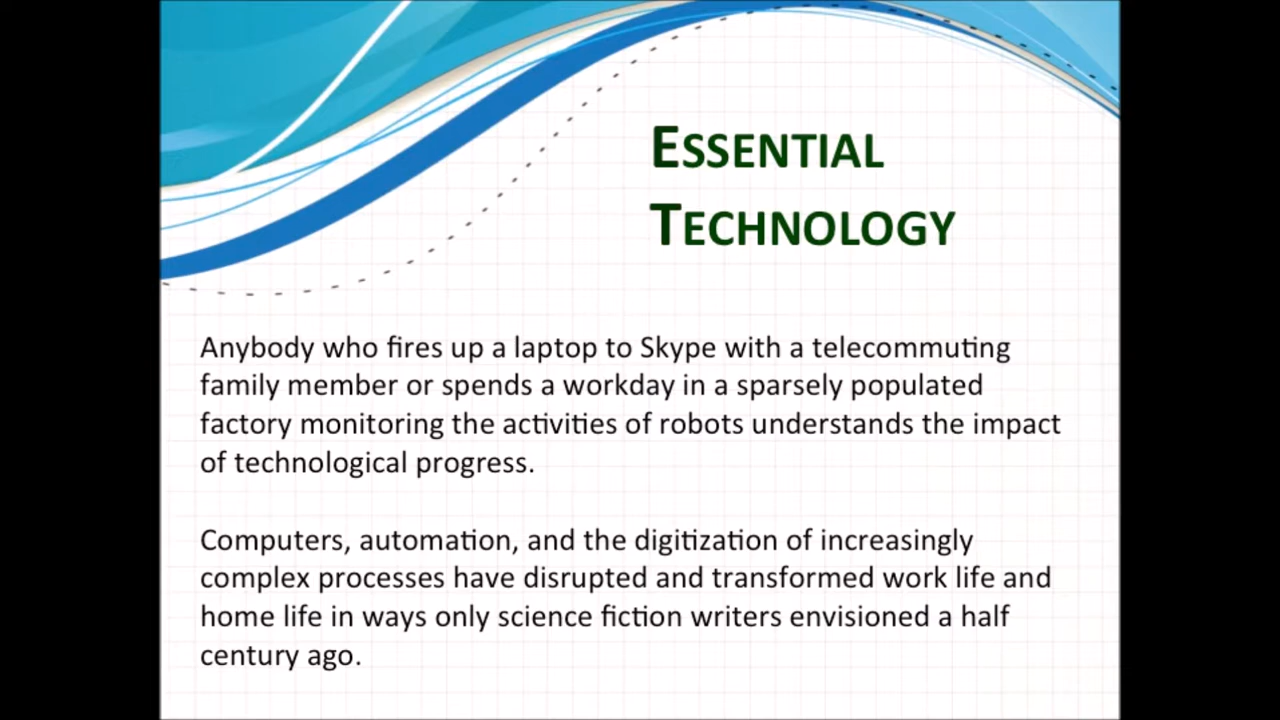 ESSENTIAL
TECHNOLOGY
Anybody who fires up a laptop to Skype with a telecommuting
family member or spends a workday in a sparsely populated
factory monitoring the activities of robots understands the impact
of technological progress.
Computers, automation, and the digitization of increasingly
complex processes have disrupted and transformed work life and
home life in ways only science fiction writers envisioned a half
century ago.